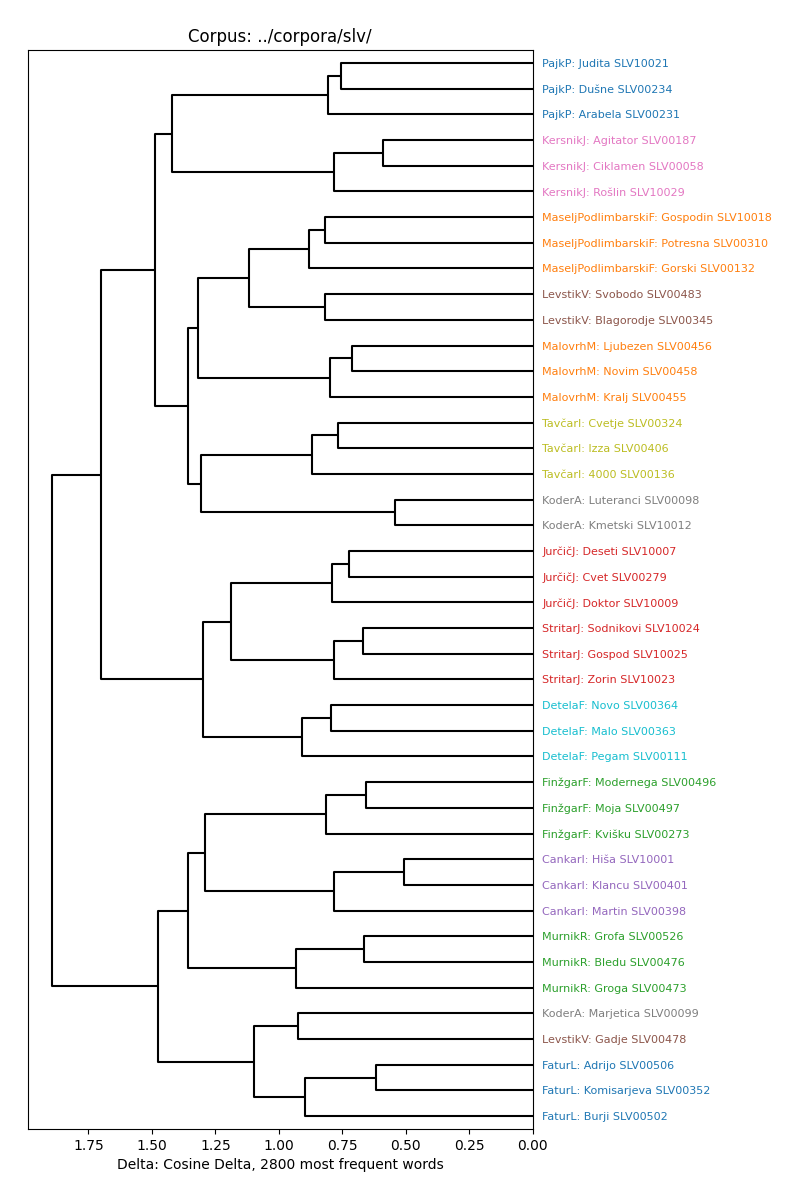 Corpus: ../corpora/slv/
PajkP: Judita SLV10021
PajkP: Dušne SLV00234
PajkP: Arabela SLV00231
KersnikJ: Agitator SLV00187
KersnikJ: Ciklamen SLV00058
KersnikJ: Rošlin SLV10029
MaseljPodlimbarskiF: Gospodin SLV10018
MaseljPodlimbarskiF: Potresna SLV00310
MaseljPodlimbarskiF: Gorski SLV00132
LevstikV: Svobodo SLV00483
LevstikV: Blagorodje SLV00345
MalovrhM: Ljubezen SLV00456
MalovrhM: Novim SLV00458
MalovrhM: Kralj SLV00455
TavčarI: Cvetje SLV00324
TavčarI: Izza SLV00406
TavčarI: 4000 SLV00136
KoderA: Luteranci SLV00098
KoderA: Kmetski SLV10012
JurčičJ: Deseti SLV10007
JurčičJ: Cvet SLV00279
JurčičJ: Doktor SLV10009
StritarJ: Sodnikovi SLV10024
StritarJ: Gospod SLV10025
StritarJ: Zorin SLV10023
DetelaF: Novo SLV00364
DetelaF: Malo SLV00363
DetelaF: Pegam SLV00111
FinžgarF: Modernega SLV00496
FinžgarF: Moja SLV00497
FinžgarF: Kvišku SLV00273
CankarI: Hiša SLV10001
CankarI: Klancu SLV00401
CankarI: Martin SLV00398
MurnikR: Grofa SLV00526
MurnikR: Bledu SLV00476
MurnikR: Groga SLV00473
KoderA: Marjetica SLV00099
LevstikV: Gadje SLV00478
FaturL: Adrijo SLV00506
FaturL: Komisarjeva SLV00352
FaturL: Burji SLV00502
1.75 1.50 1.25 1.00 0.75 0.50 0.25 0.00
Delta: Cosine Delta, 2800 most frequent words